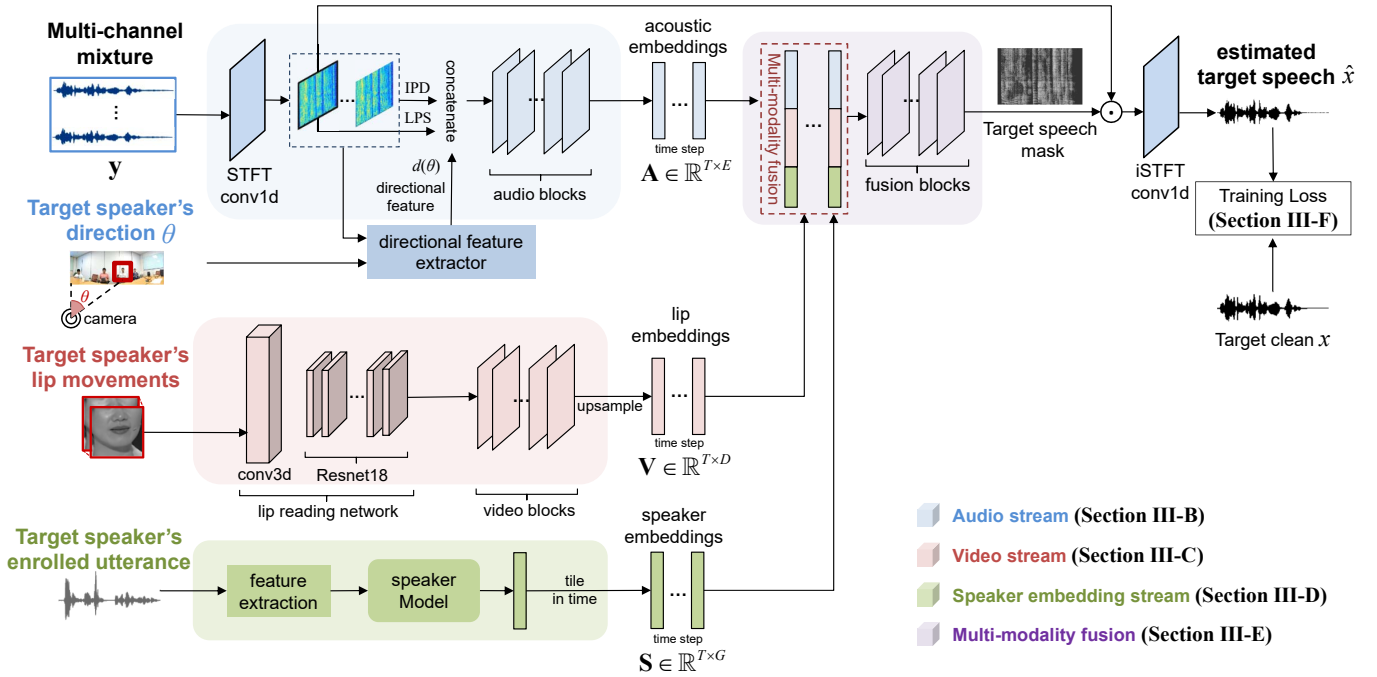 Multi-channel
mixture
y
STFT
conv1d
IPD
LPS
concatenate
d(θ)
directional
feature
audio blocks
acoustic
embeddings
time step
A ∈ ℝ^{T×E}
Multi-modality fusion
fusion blocks
Target speech
mask
iSTFT
conv1d
estimated
target speech x̂
Training Loss
(Section III-F)
Target clean x
Target speaker's
direction θ
θ
camera
directional feature
extractor
Target speaker's
lip movements
conv3d
Resnet18
lip reading network
video blocks
upsample
lip
embeddings
time step
V ∈ ℝ^{T×D}
Target speaker's
enrolled utterance
feature
extraction
speaker
Model
tile
in time
speaker
embeddings
time step
S ∈ ℝ^{T×G}
Audio stream (Section III-B)
Video stream (Section III-C)
Speaker embedding stream (Section III-D)
Multi-modality fusion (Section III-E)